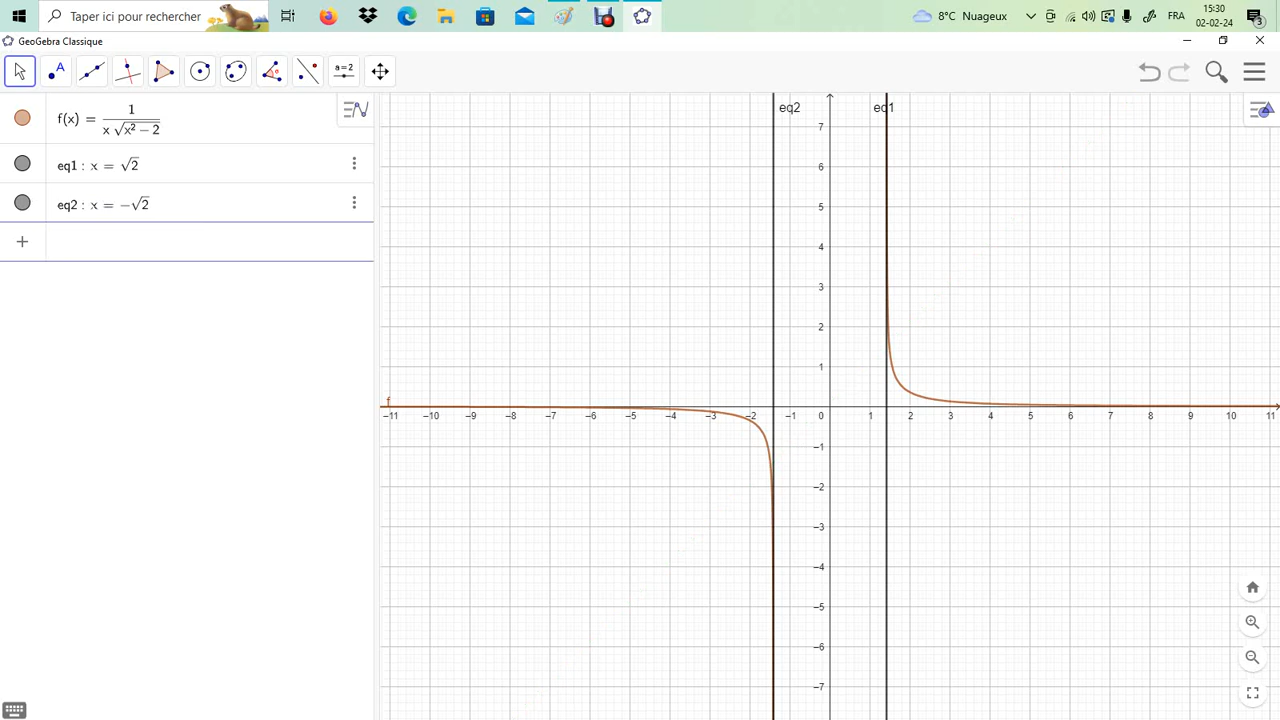 Taper ici pour rechercher
8°C Nuageux
FRA
15:30
02-02-24
3
GeoGebra Classique
A
a=2
f(x) = 1 / (x √(x² − 2))
eq1 : x = √2
eq2 : x = −√2
+
eq2
eq1
7
6
5
4
3
2
1
f
−11 −10 −9 −8 −7 −6 −5 −4 −3 −2 −1 0 1 2 3 4 5 6 7 8 9 10 11
−1
−2
−3
−4
−5
−6
−7